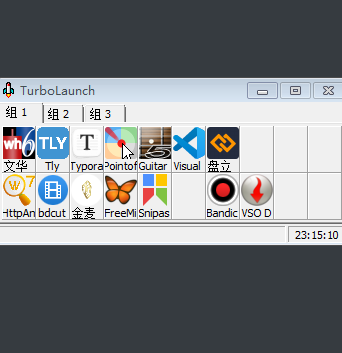 TurboLaunch
组 1 组 2 组 3
wh6 TLY T
文华 Tly Typora Pointof Guitar Visual 盘立
W 7
HttpAn bdcut 金麦 FreeMi Snipas Bandic VSO D
23:15:10